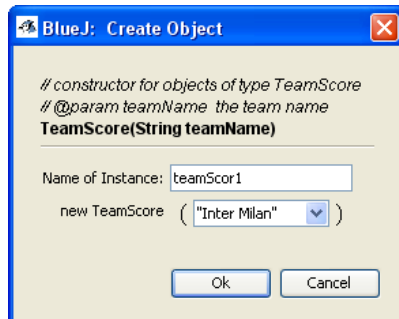 BlueJ: Create Object
// constructor for objects of type TeamScore
// @param teamName the team name
TeamScore(String teamName)
Name of Instance: teamScor1
new TeamScore ( "Inter Milan" )
Ok Cancel